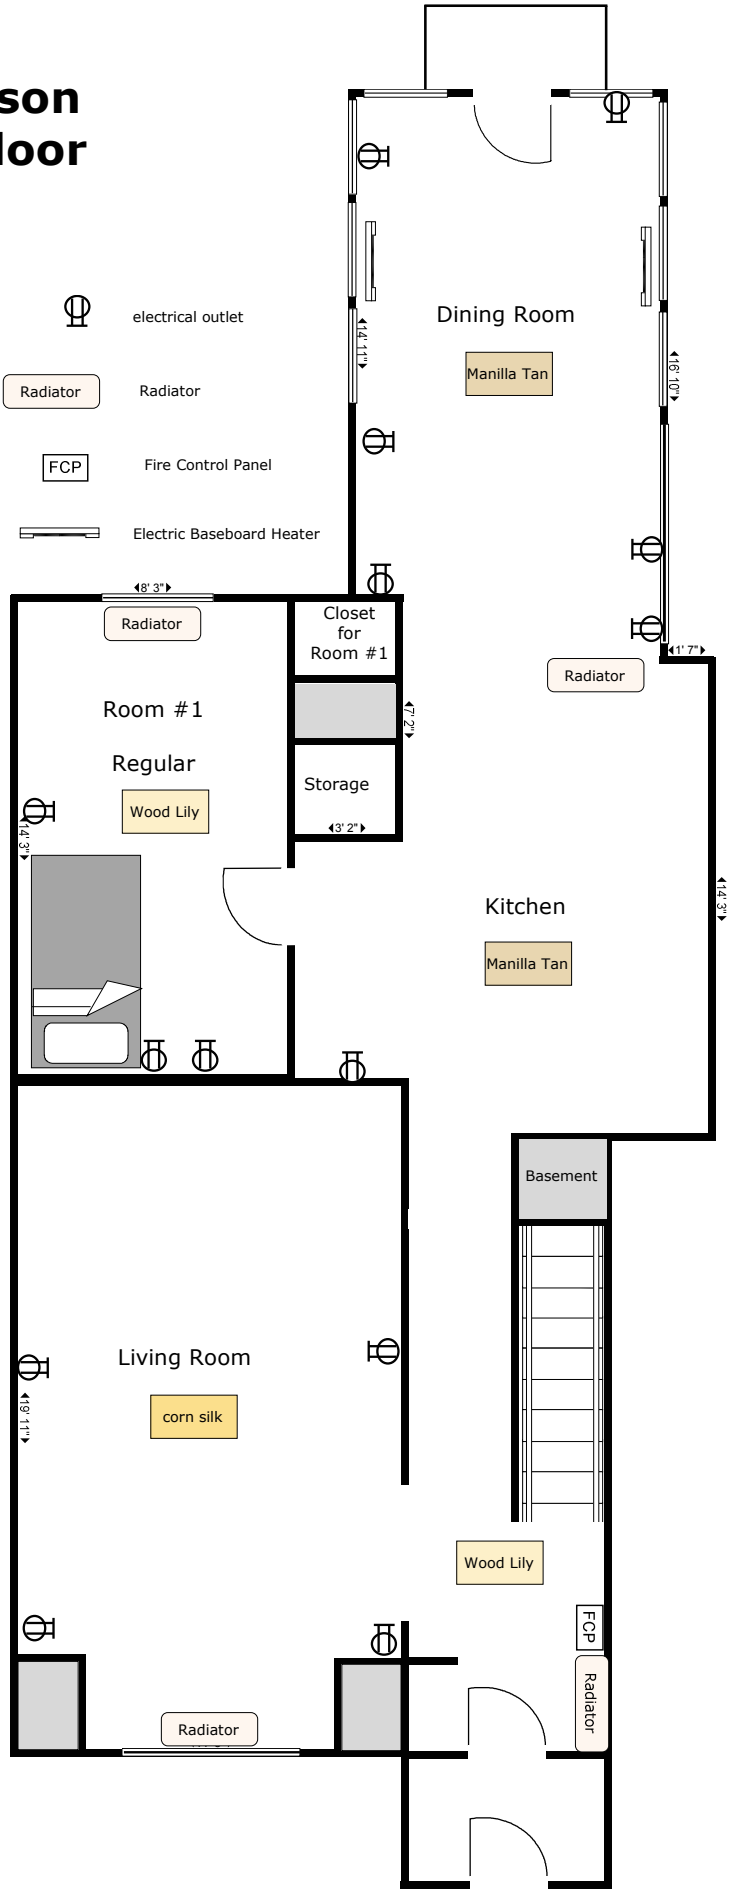 son
loor
electrical outlet
Radiator
Radiator
FCP
Fire Control Panel
Electric Baseboard Heater
14' 11"
Dining Room
Manilla Tan
16' 10"
8' 3"
Radiator
Closet
for
Room #1
1' 7"
Radiator
Room #1
7' 2"
Regular
Storage
Wood Lily
3' 2"
14' 3"
Kitchen
14' 3"
Manilla Tan
Basement
Living Room
corn silk
19' 11"
Wood Lily
FCP
Radiator
Radiator